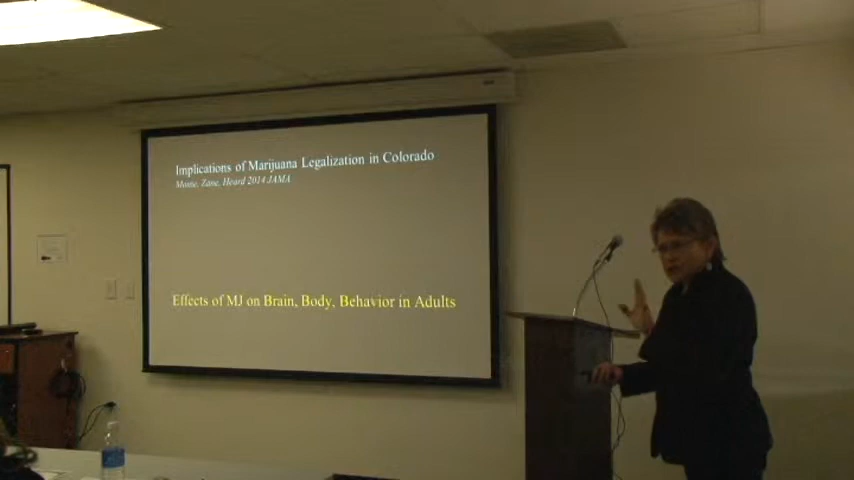 Implications of Marijuana Legalization in Colorado
Monte, Zane, Heard 2014 JAMA
Effects of MJ on Brain, Body, Behavior in Adults